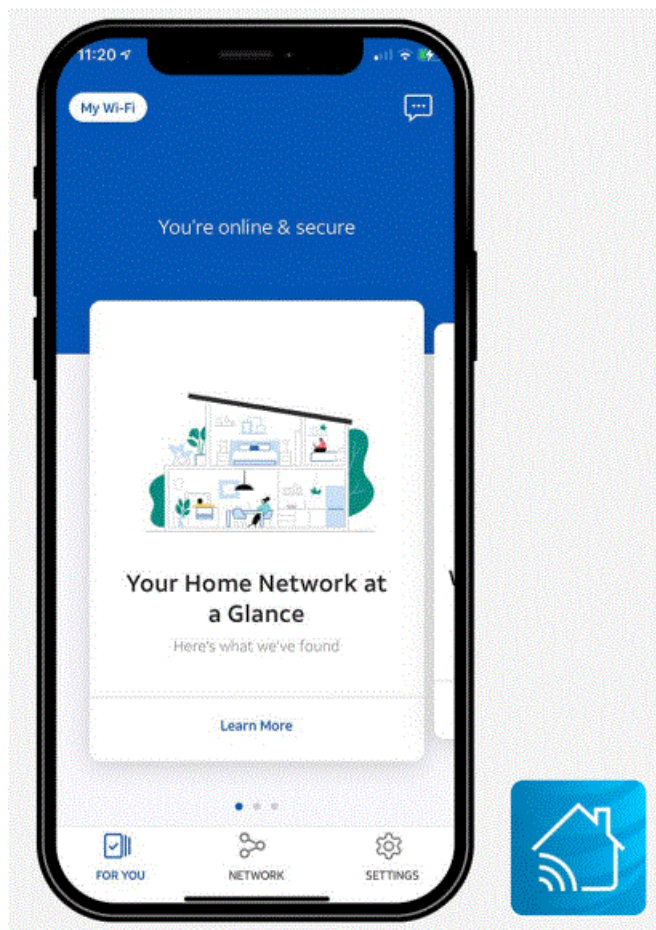 11:20
My Wi-Fi
You're online & secure
Your Home Network at
a Glance
Here's what we've found
Learn More
FOR YOU
NETWORK
SETTINGS